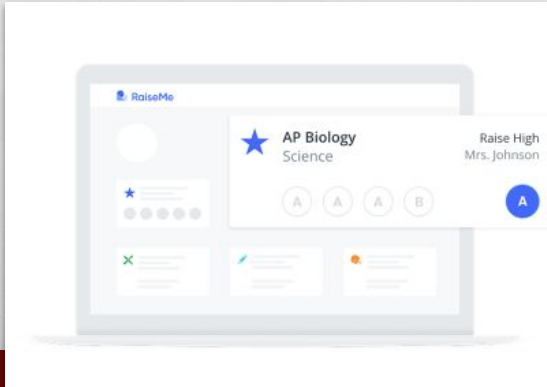 RaiseMe
AP Biology
Raise High
Science
Mrs. Johnson
A A A B
A